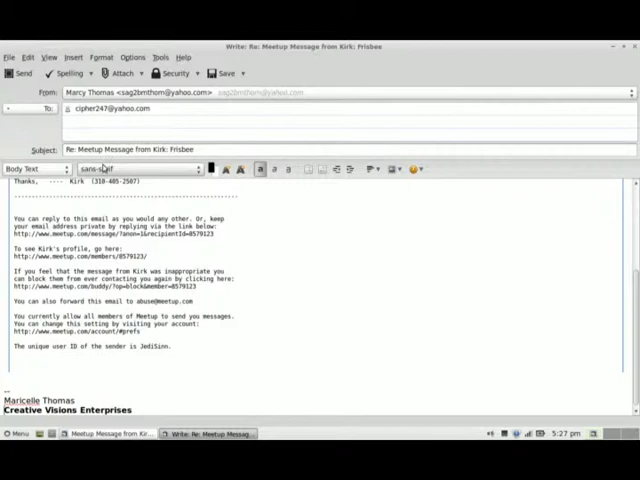 Write: Re: Meetup Message from Kirk: Frisbee
File Edit View Insert Format Options Tools Help
Send Spelling Attach Security Save
From: Marcy Thomas <sag2bmthom@yahoo.com> sag2bmthom@yahoo.com
To: cipher247@yahoo.com
Subject: Re: Meetup Message from Kirk: Frisbee
Body Text sans-serif
Thanks, ---- Kirk (310-405-2507)
You can reply to this email as you would any other. Or, keep
your email address private by replying via the link below:
http://www.meetup.com/message/?anon=1&recipientId=8579123
To see Kirk's profile, go here:
http://www.meetup.com/members/8579123/
If you feel that the message from Kirk was inappropriate you
can block them from ever contacting you again by clicking here:
http://www.meetup.com/buddy/?op=block&member=8579123
You can also forward this email to abuse@meetup.com
You currently allow all members of Meetup to send you messages.
You can change this setting by visiting your account:
http://www.meetup.com/account/#prefs
The unique user ID of the sender is JediSinn.
--
Maricelle Thomas
Creative Visions Enterprises
Menu Meetup Message from Kir... Write: Re: Meetup Messag... 5:27 pm